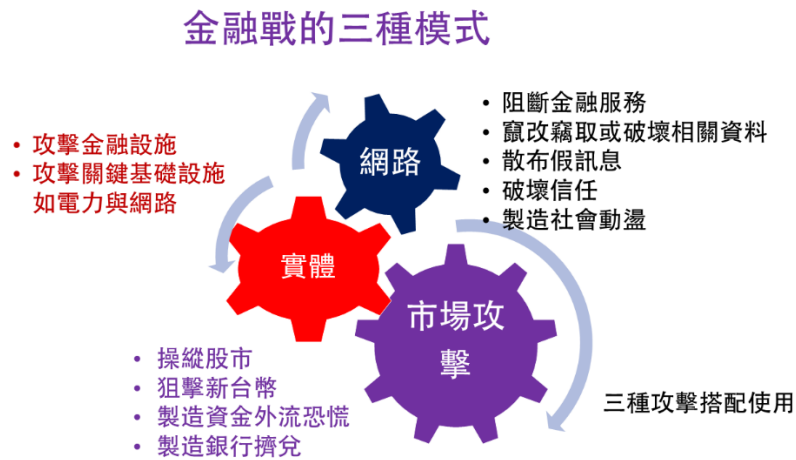 金融戰的三種模式
• 攻擊金融設施
• 攻擊關鍵基礎設施
如電力與網路
網路
• 阻斷金融服務
• 竄改竊取或破壞相關資料
• 散布假訊息
• 破壞信任
• 製造社會動盪
實體
市場攻
擊
• 操縱股市
• 狙擊新台幣
• 製造資金外流恐慌
• 製造銀行擠兌
三種攻擊搭配使用